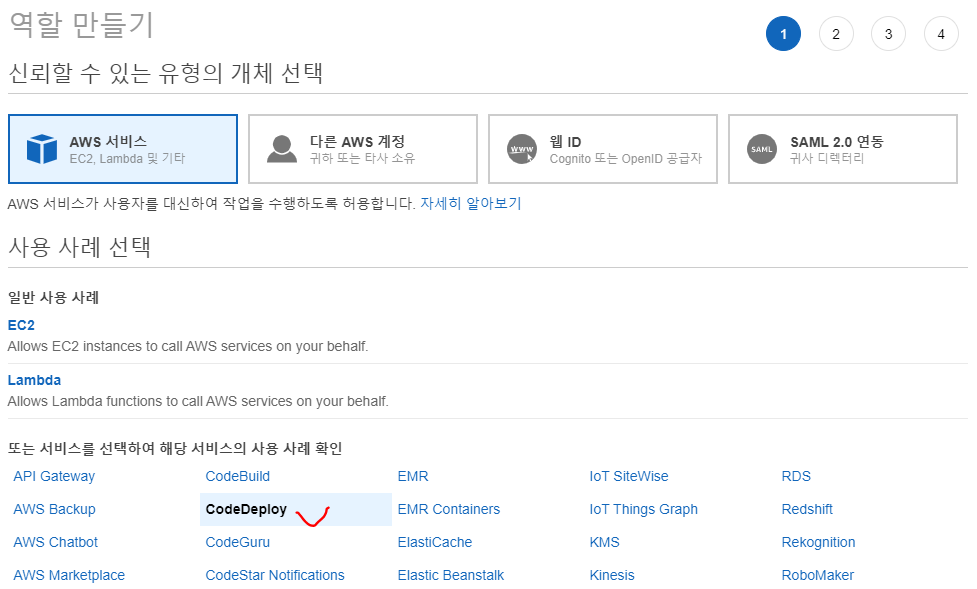 역할 만들기
1 2 3 4
신뢰할 수 있는 유형의 개체 선택
AWS 서비스
EC2, Lambda 및 기타
다른 AWS 계정
귀하 또는 타사 소유
www
웹 ID
Cognito 또는 OpenID 공급자
SAML
SAML 2.0 연동
귀사 디렉터리
AWS 서비스가 사용자를 대신하여 작업을 수행하도록 허용합니다. 자세히 알아보기
사용 사례 선택
일반 사용 사례
EC2
Allows EC2 instances to call AWS services on your behalf.
Lambda
Allows Lambda functions to call AWS services on your behalf.
또는 서비스를 선택하여 해당 서비스의 사용 사례 확인
API Gateway CodeBuild EMR IoT SiteWise RDS
AWS Backup CodeDeploy EMR Containers IoT Things Graph Redshift
AWS Chatbot CodeGuru ElastiCache KMS Rekognition
AWS Marketplace CodeStar Notifications Elastic Beanstalk Kinesis RoboMaker